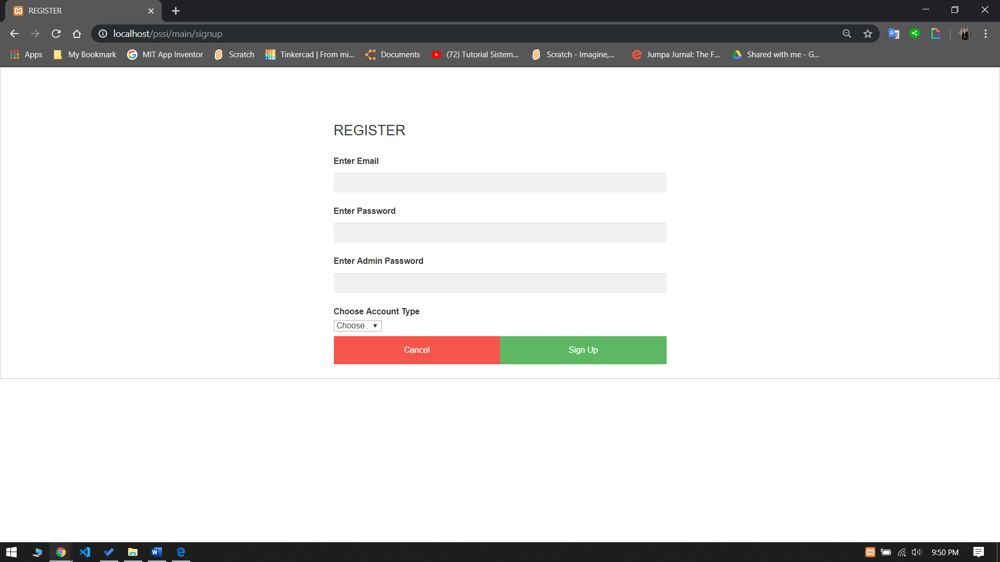 REGISTER
localhost/pssi/main/signup
Apps My Bookmark MIT App Inventor Scratch Tinkercad | From mi... Documents (72) Tutorial Sistem... Scratch - Imagine,... Jumpa Jurnal: The F... Shared with me - G...
REGISTER
Enter Email
Enter Password
Enter Admin Password
Choose Account Type
Choose..
Cancel Sign Up
9:50 PM